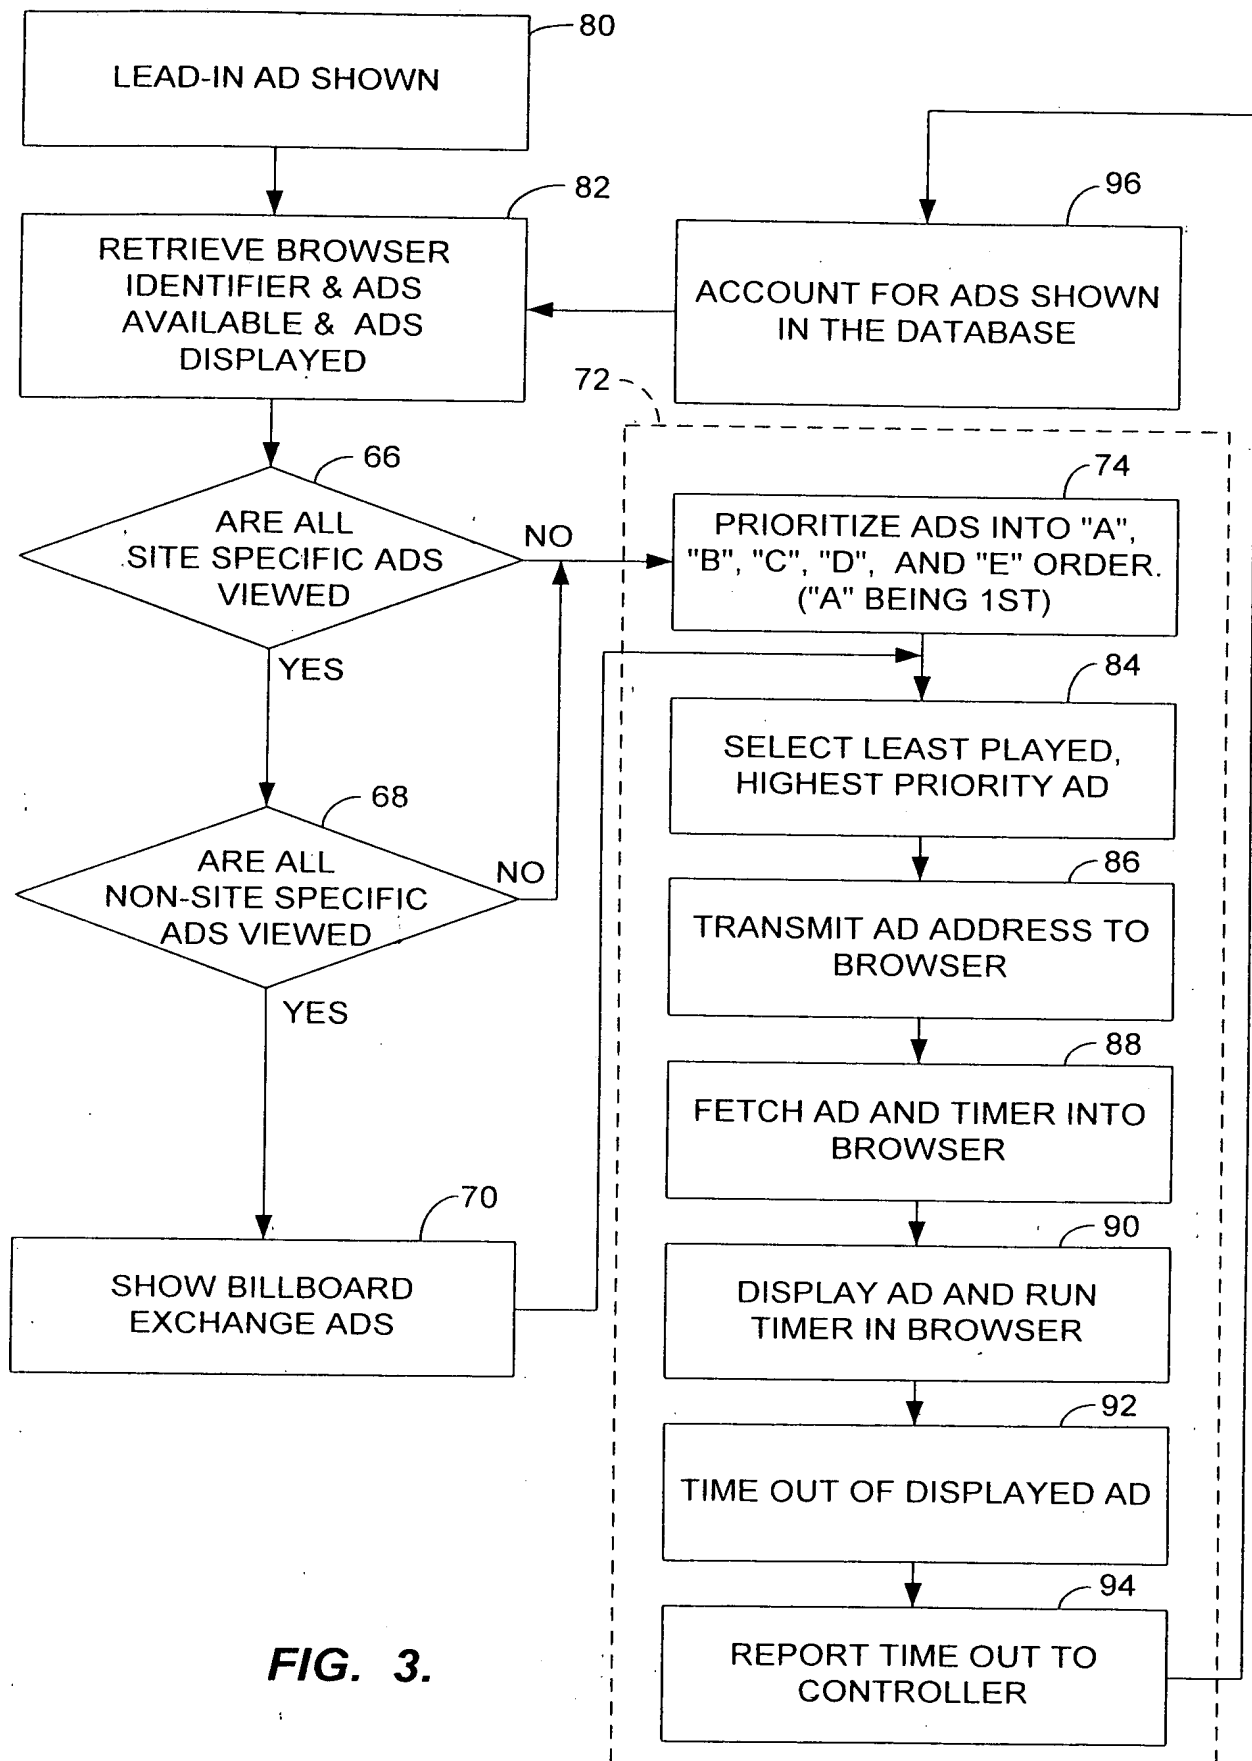 80
LEAD-IN AD SHOWN
82
RETRIEVE BROWSER
IDENTIFIER & ADS
AVAILABLE & ADS
DISPLAYED
96
ACCOUNT FOR ADS SHOWN
IN THE DATABASE
72
66
ARE ALL
SITE SPECIFIC ADS
VIEWED
NO
YES
74
PRIORITIZE ADS INTO "A",
"B", "C", "D", AND "E" ORDER.
("A" BEING 1ST)
84
SELECT LEAST PLAYED,
HIGHEST PRIORITY AD
68
ARE ALL
NON-SITE SPECIFIC
ADS VIEWED
NO
YES
86
TRANSMIT AD ADDRESS TO
BROWSER
88
FETCH AD AND TIMER INTO
BROWSER
70
SHOW BILLBOARD
EXCHANGE ADS
90
DISPLAY AD AND RUN
TIMER IN BROWSER
92
TIME OUT OF DISPLAYED AD
94
REPORT TIME OUT TO
CONTROLLER
FIG. 3.